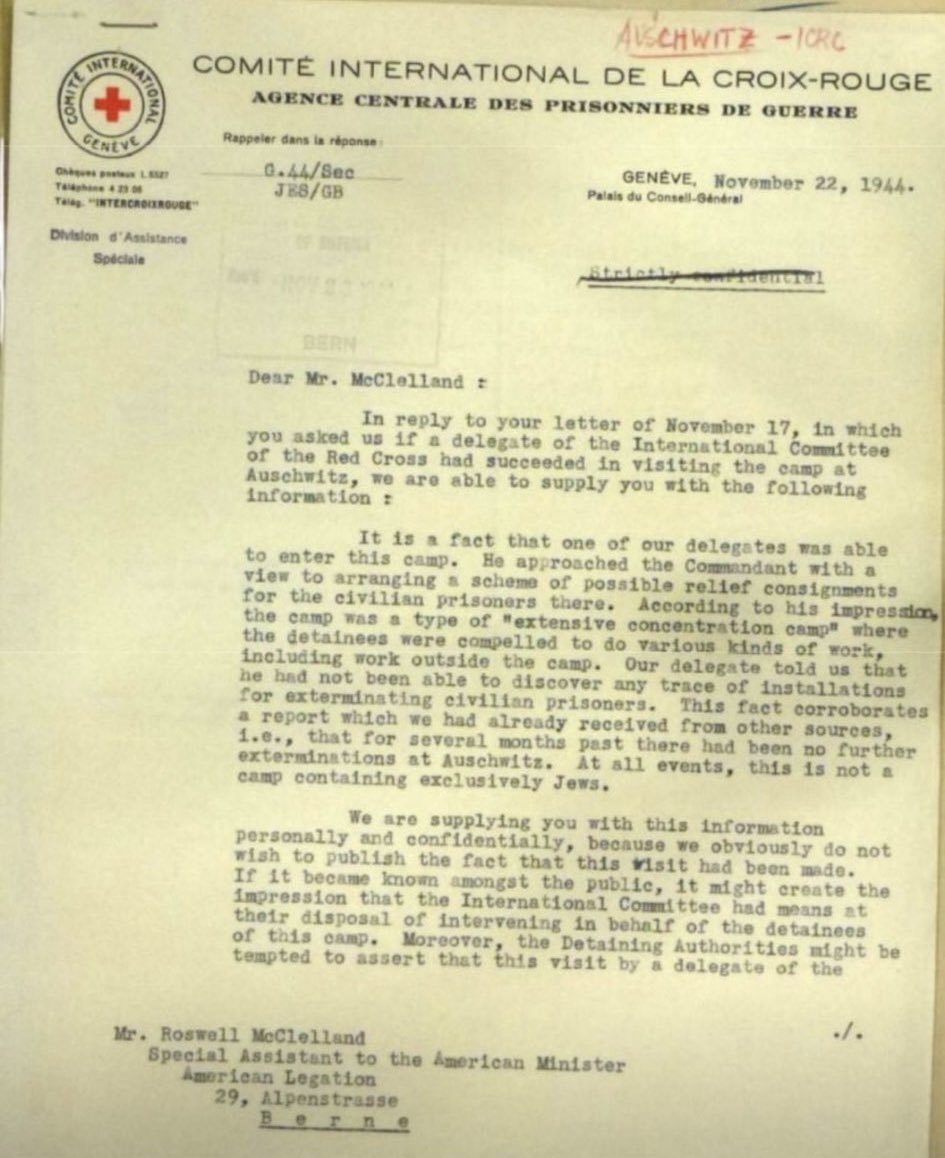 AUSCHWITZ - ICRC
COMITÉ INTERNATIONAL GENÈVE
COMITÉ INTERNATIONAL DE LA CROIX-ROUGE
AGENCE CENTRALE DES PRISONNIERS DE GUERRE
Rappeler dans la réponse:
G.44/Sec
JES/GB
Chèques postaux I. 5527
Téléphone 4 23 05
Télég. "INTERCROIXROUGE"
Division d'Assistance
Spéciale
GENÈVE, November 22, 1944.
Palais du Conseil-Général
Strictly confidential
BERN
Dear Mr. McClelland :
In reply to your letter of November 17, in which
you asked us if a delegate of the International Committee
of the Red Cross had succeeded in visiting the camp at
Auschwitz, we are able to supply you with the following
information :
It is a fact that one of our delegates was able
to enter this camp. He approached the Commandant with a
view to arranging a scheme of possible relief consignments
for the civilian prisoners there. According to his impression,
the camp was a type of "extensive concentration camp" where
the detainees were compelled to do various kinds of work,
including work outside the camp. Our delegate told us that
he had not been able to discover any trace of installations
for exterminating civilian prisoners. This fact corroborates
a report which we had already received from other sources,
i.e., that for several months past there had been no further
exterminations at Auschwitz. At all events, this is not a
camp containing exclusively Jews.
We are supplying you with this information
personally and confidentially, because we obviously do not
wish to publish the fact that this visit had been made.
If it became known amongst the public, it might create the
impression that the International Committee had means at
their disposal of intervening in behalf of the detainees
of this camp. Moreover, the Detaining Authorities might be
tempted to assert that this visit by a delegate of the
./.
Mr. Roswell McClelland
Special Assistant to the American Minister
American Legation
29, Alpenstrasse
B e r n e